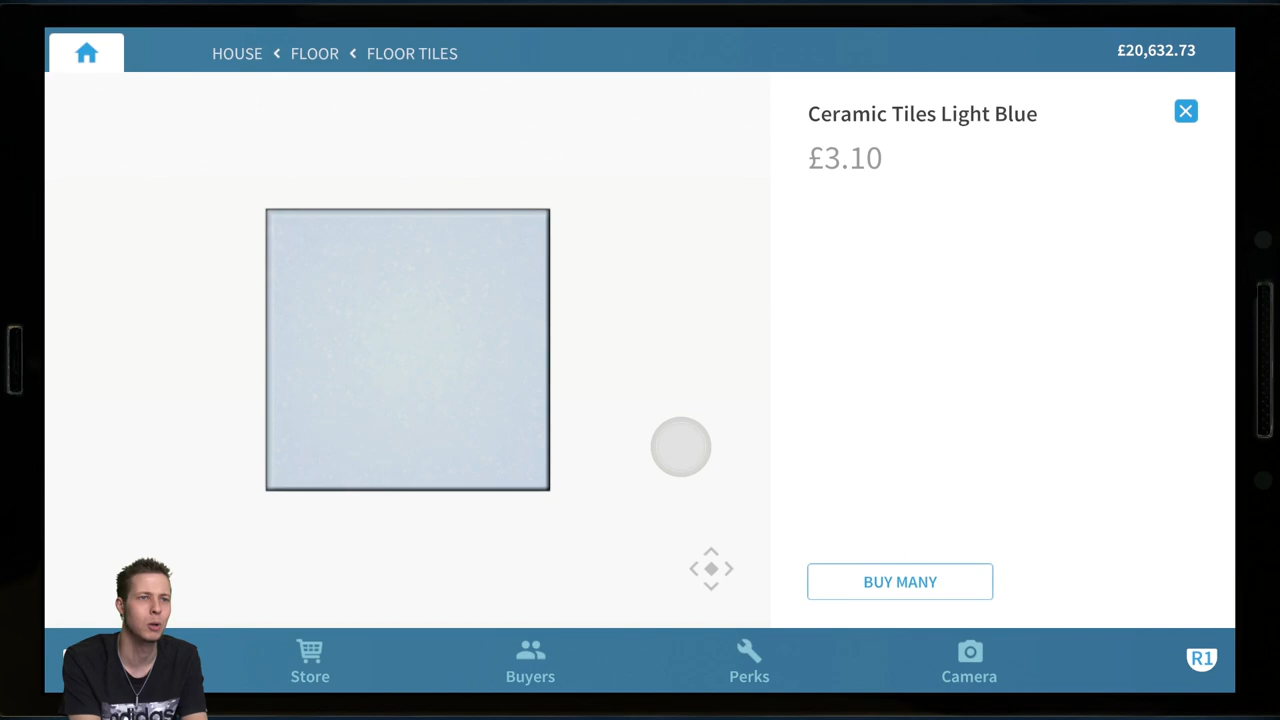 HOUSE < FLOOR < FLOOR TILES
£20,632.73
Ceramic Tiles Light Blue
£3.10
BUY MANY
Store
Buyers
Perks
Camera
R1
adidas